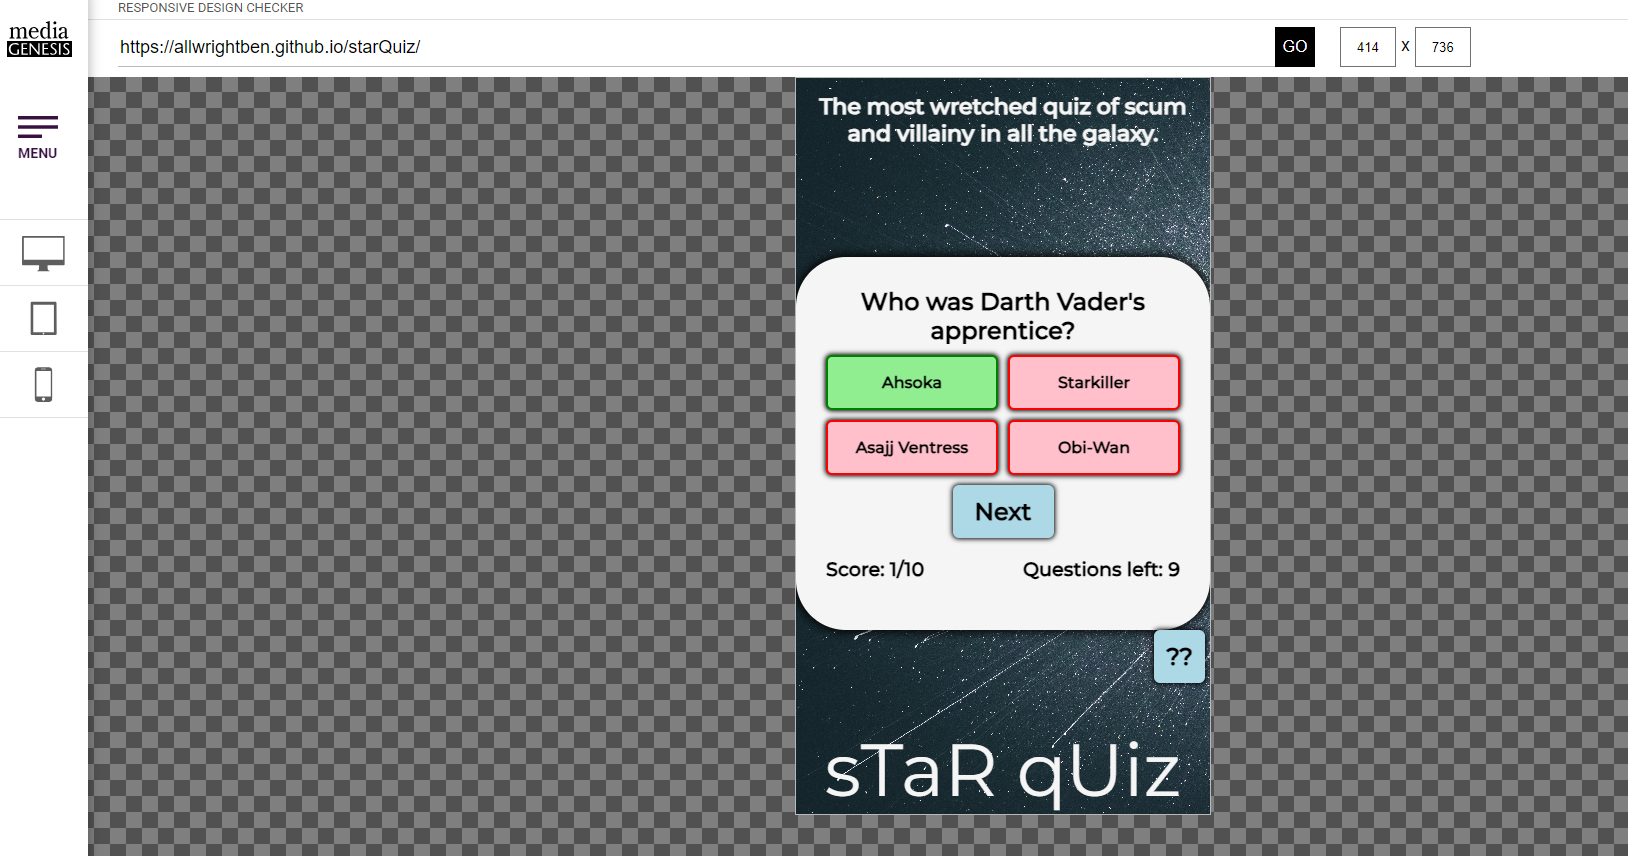 RESPONSIVE DESIGN CHECKER
media
GENESIS
https://allwrightben.github.io/starQuiz/
GO
414
X
736
MENU
The most wretched quiz of scum
and villainy in all the galaxy.
Who was Darth Vader's
apprentice?
Ahsoka
Starkiller
Asajj Ventress
Obi-Wan
Next
Score: 1/10
Questions left: 9
??
sTaR qUiz